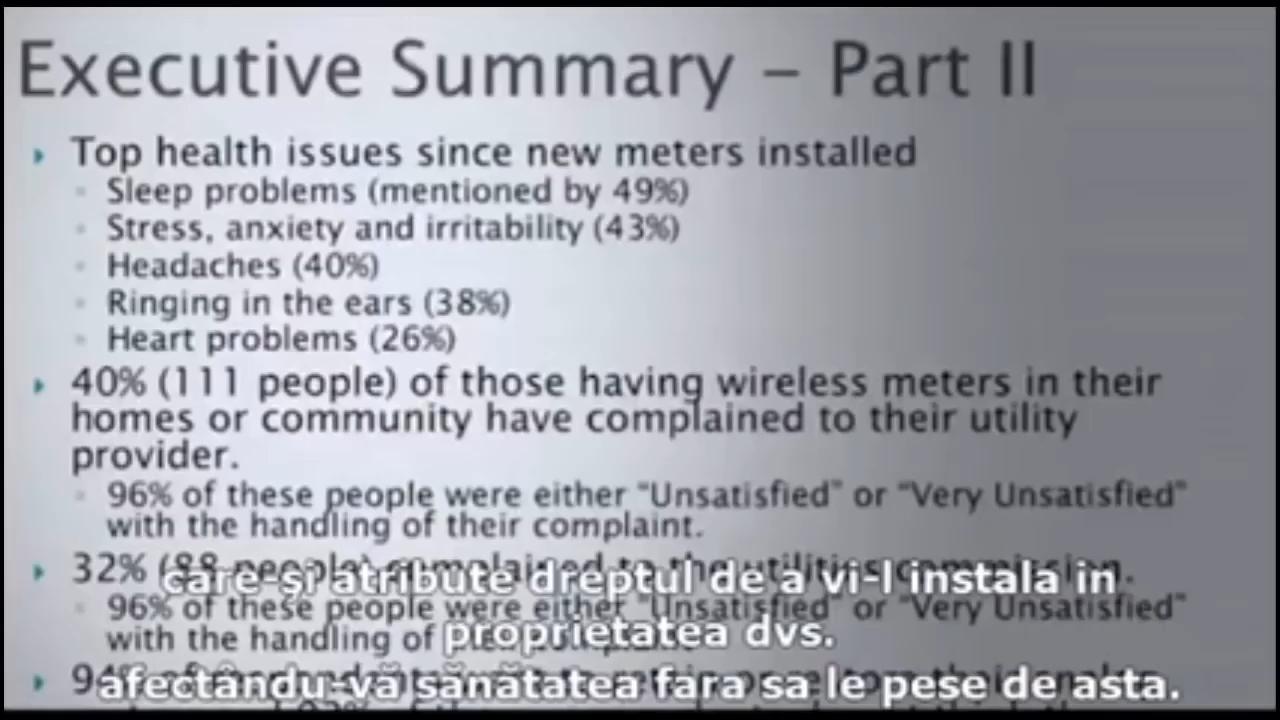 Executive Summary – Part II
Top health issues since new meters installed
Sleep problems (mentioned by 49%)
Stress, anxiety and irritability (43%)
Headaches (40%)
Ringing in the ears (38%)
Heart problems (26%)
40% (111 people) of those having wireless meters in their
homes or community have complained to their utility
provider.
96% of these people were either "Unsatisfied" or "Very Unsatisfied"
with the handling of their complaint.
32% (88 people) complained to the utilities commission.
care-și atribute dreptul de a vi-l instala in
96% of these people were either "Unsatisfied" or "Very Unsatisfied"
with the handling of
proprietatea dvs.
afectându-vă sănătatea fara sa le pese de asta.